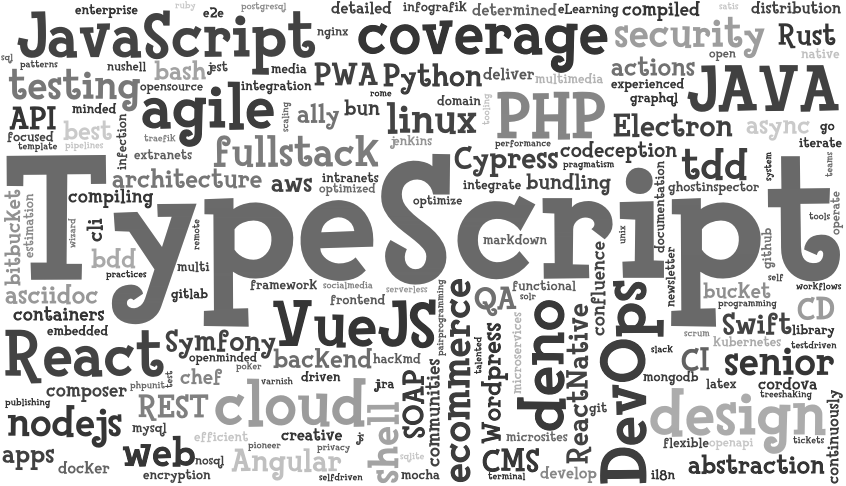 enterprise
ruby
e2e
postgresql
detailed
infografik
determined
eLearning
compiled
satis
distribution
JavaScript
nginx
coverage
security
Rust
sql
patterns
nushell
bash
jest
media
PWA
Python
deliver
multimedia
actions
open
native
testing
opensource
integration
rome
experienced
graphql
JAVA
API
minded
agile
scaling
ally
bun
linux
domain
tooling
PHP
Electron
async
go
focused
best
infection
traefik
jenkins
performance
iterate
template
pipelines
extranets
fullstack
Cypress
codeception
pragmatism
tdd
system
teams
architecture
aws
intranets
optimized
integrate
bundling
documentation
ghostinspector
bitbucket
estimation
compiling
TypeScript
optimize
wizard
cli
remote
markdown
unix
tools
operate
bdd
practices
multi
confluence
newsletter
github
self
asciidoc
gitlab
framework
socialmedia
serverless
pairprogramming
ecommerce
QA
functional
solr
bucket
programming
workflows
CD
containers
frontend
VueJS
microservices
deno
DevOps
embedded
React
Symfony
openminded
backend
hackmd
talented
Wordpress
ReactNative
scrum
Swift
library
kubernetes
testdriven
poker
slack
CI
senior
composer
phpunit
test
chef
varnish
driven
jra
SOAP
communities
mongodb
latex
cordova
treeshaking
publishing
nodejs
REST
cloud
shell
git
design
continuously
mysql
efficient
creative
js
microsites
flexible
openapi
tickets
apps
docker
web
nosql
pioneer
privacy
Angular
sqlite
CMS
abstraction
encryption
selfdriven
mocha
terminal
develop
i18n